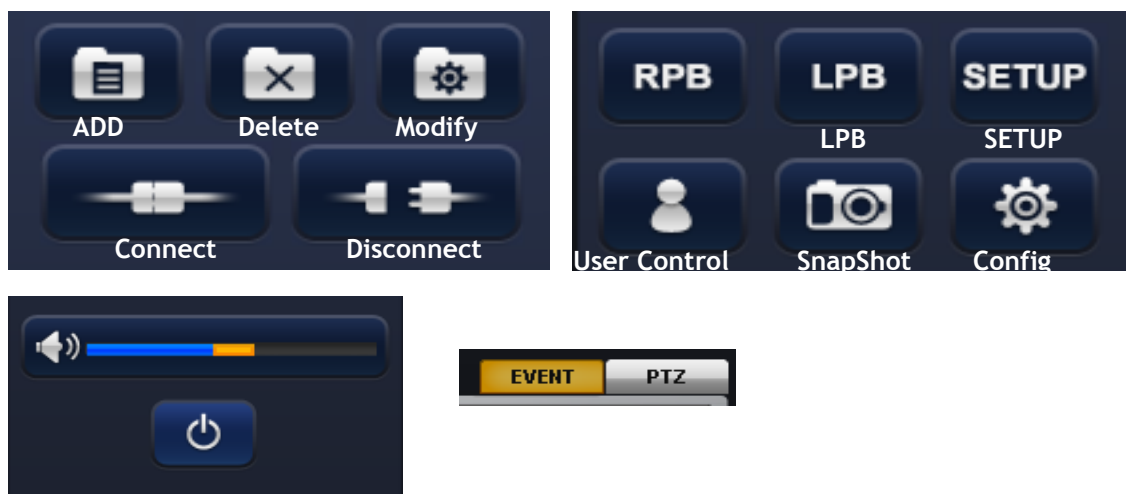 ADD Delete Modify
Connect Disconnect
RPB LPB SETUP
LPB SETUP
User Control SnapShot Config
EVENT PTZ